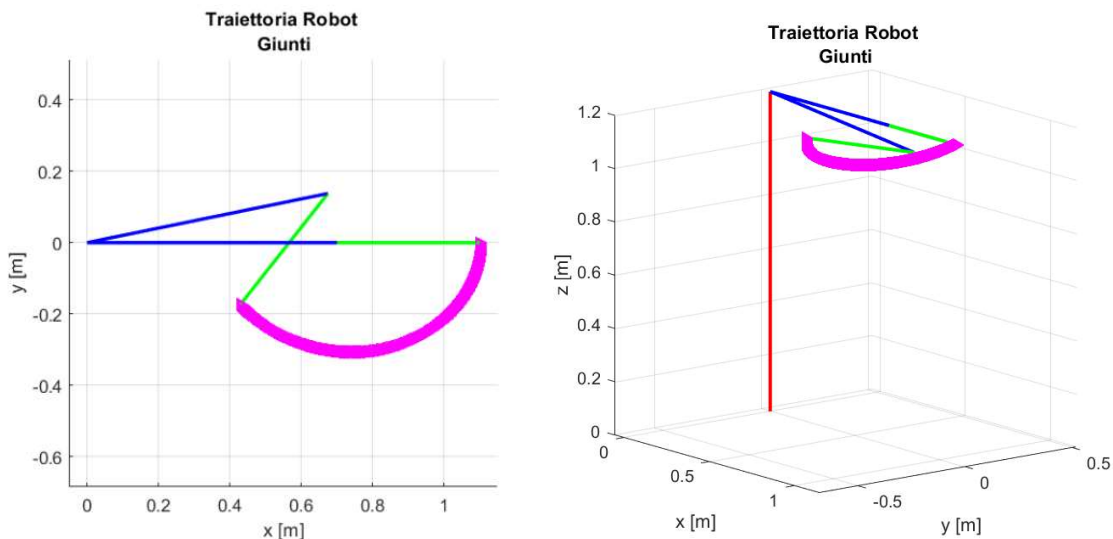 Traiettoria Robot
Giunti
0.4
0.2
0
-0.2
-0.4
-0.6
y [m]
0 0.2 0.4 0.6 0.8 1
x [m]
Traiettoria Robot
Giunti
1.2
1
0.8
0.6
0.4
0.2
0
z [m]
0 0.5 1
x [m]
-0.5 0 0.5
y [m]